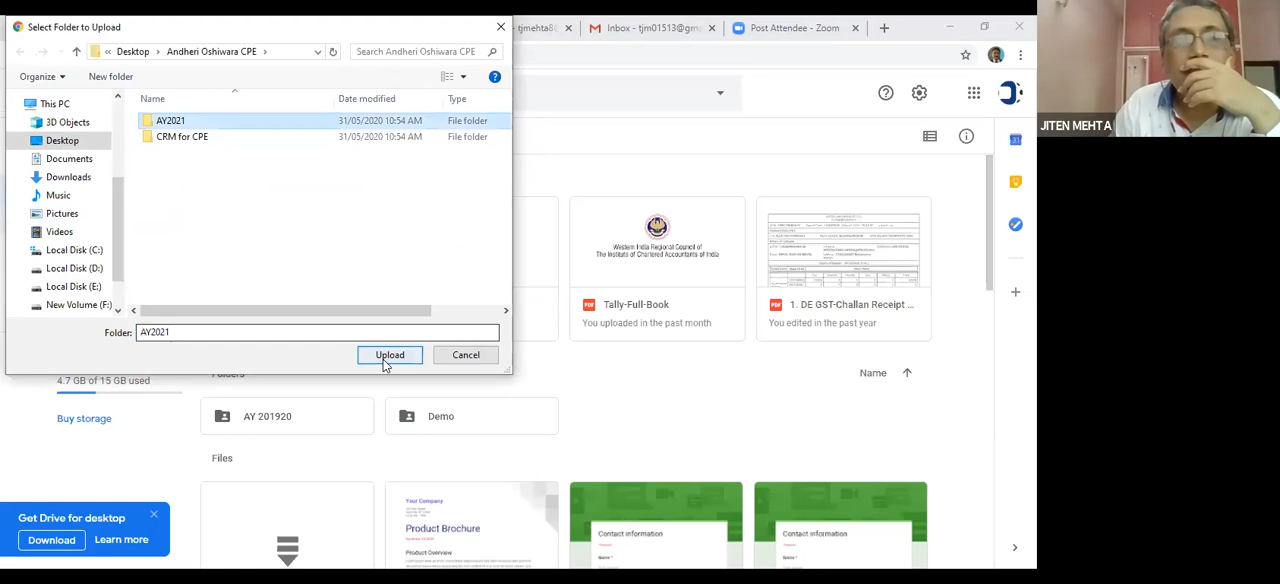 Select Folder to Upload
tjmehta8
Inbox - tjm01513@gm
Post Attendee - Zoom
Desktop
Andheri Oshiwara CPE
Search Andheri Oshiwara CPE
Organize
New folder
Name
Date modified
Type
This PC
3D Objects
Desktop
Documents
Downloads
Music
Pictures
Videos
Local Disk (C:)
Local Disk (D:)
Local Disk (E:)
New Volume (F:)
AY2021
31/05/2020 10:54 AM
File folder
CRM for CPE
31/05/2020 10:54 AM
File folder
Folder:
AY2021
Upload
Cancel
JITEN MEHTA
Western India Regional Council of
The Institute of Chartered Accountants of India
Tally-Full-Book
You uploaded in the past month
1. DE GST-Challan Receipt ...
You edited in the past year
4.7 GB of 15 GB used
Buy storage
Folders
Name
AY 201920
Demo
Files
Your Company
Product Brochure
Product Overview
Contact information
Name
Contact information
Name
Get Drive for desktop
Download
Learn more